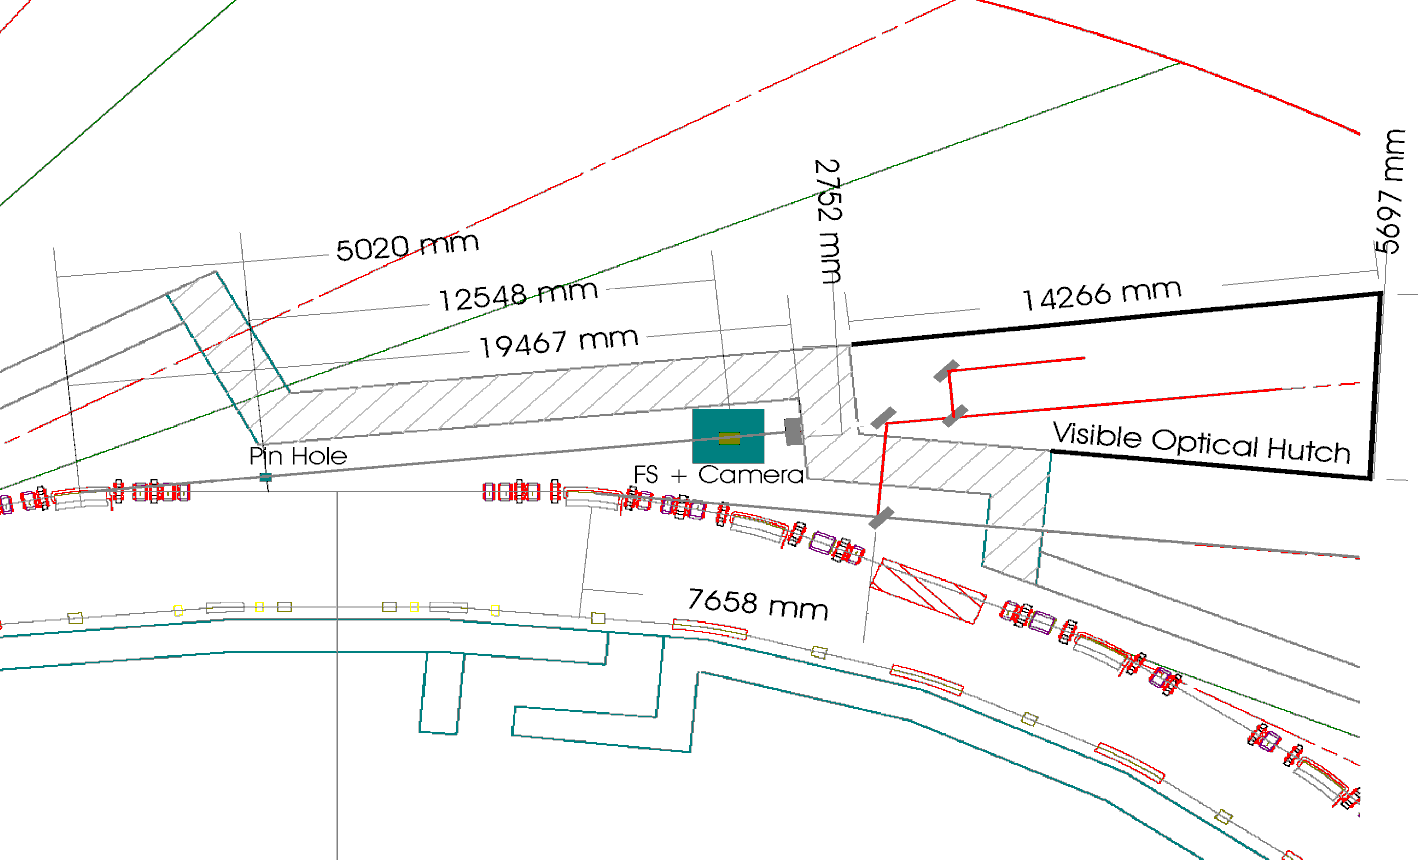 5697 mm
2752 mm
5020 mm
12548 mm
14266 mm
19467 mm
Visible Optical Hutch
Pin Hole
FS + Camera
7658 mm